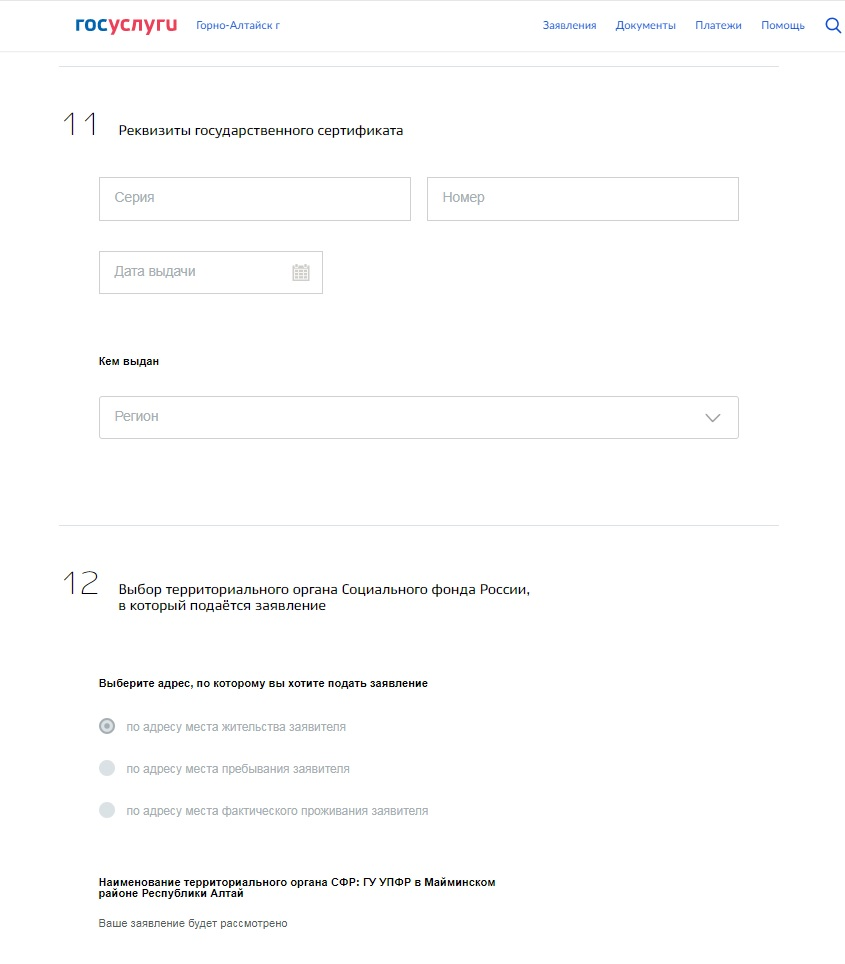 госуслуги Горно-Алтайск г Заявления Документы Платежи Помощь
11 Реквизиты государственного сертификата
Серия Номер
Дата выдачи
Кем выдан
Регион
12 Выбор территориального органа Социального фонда России,
в который подаётся заявление
Выберите адрес, по которому вы хотите подать заявление
по адресу места жительства заявителя
по адресу места пребывания заявителя
по адресу места фактического проживания заявителя
Наименование территориального органа СФР: ГУ УПФР в Майминском
районе Республики Алтай
Ваше заявление будет рассмотрено